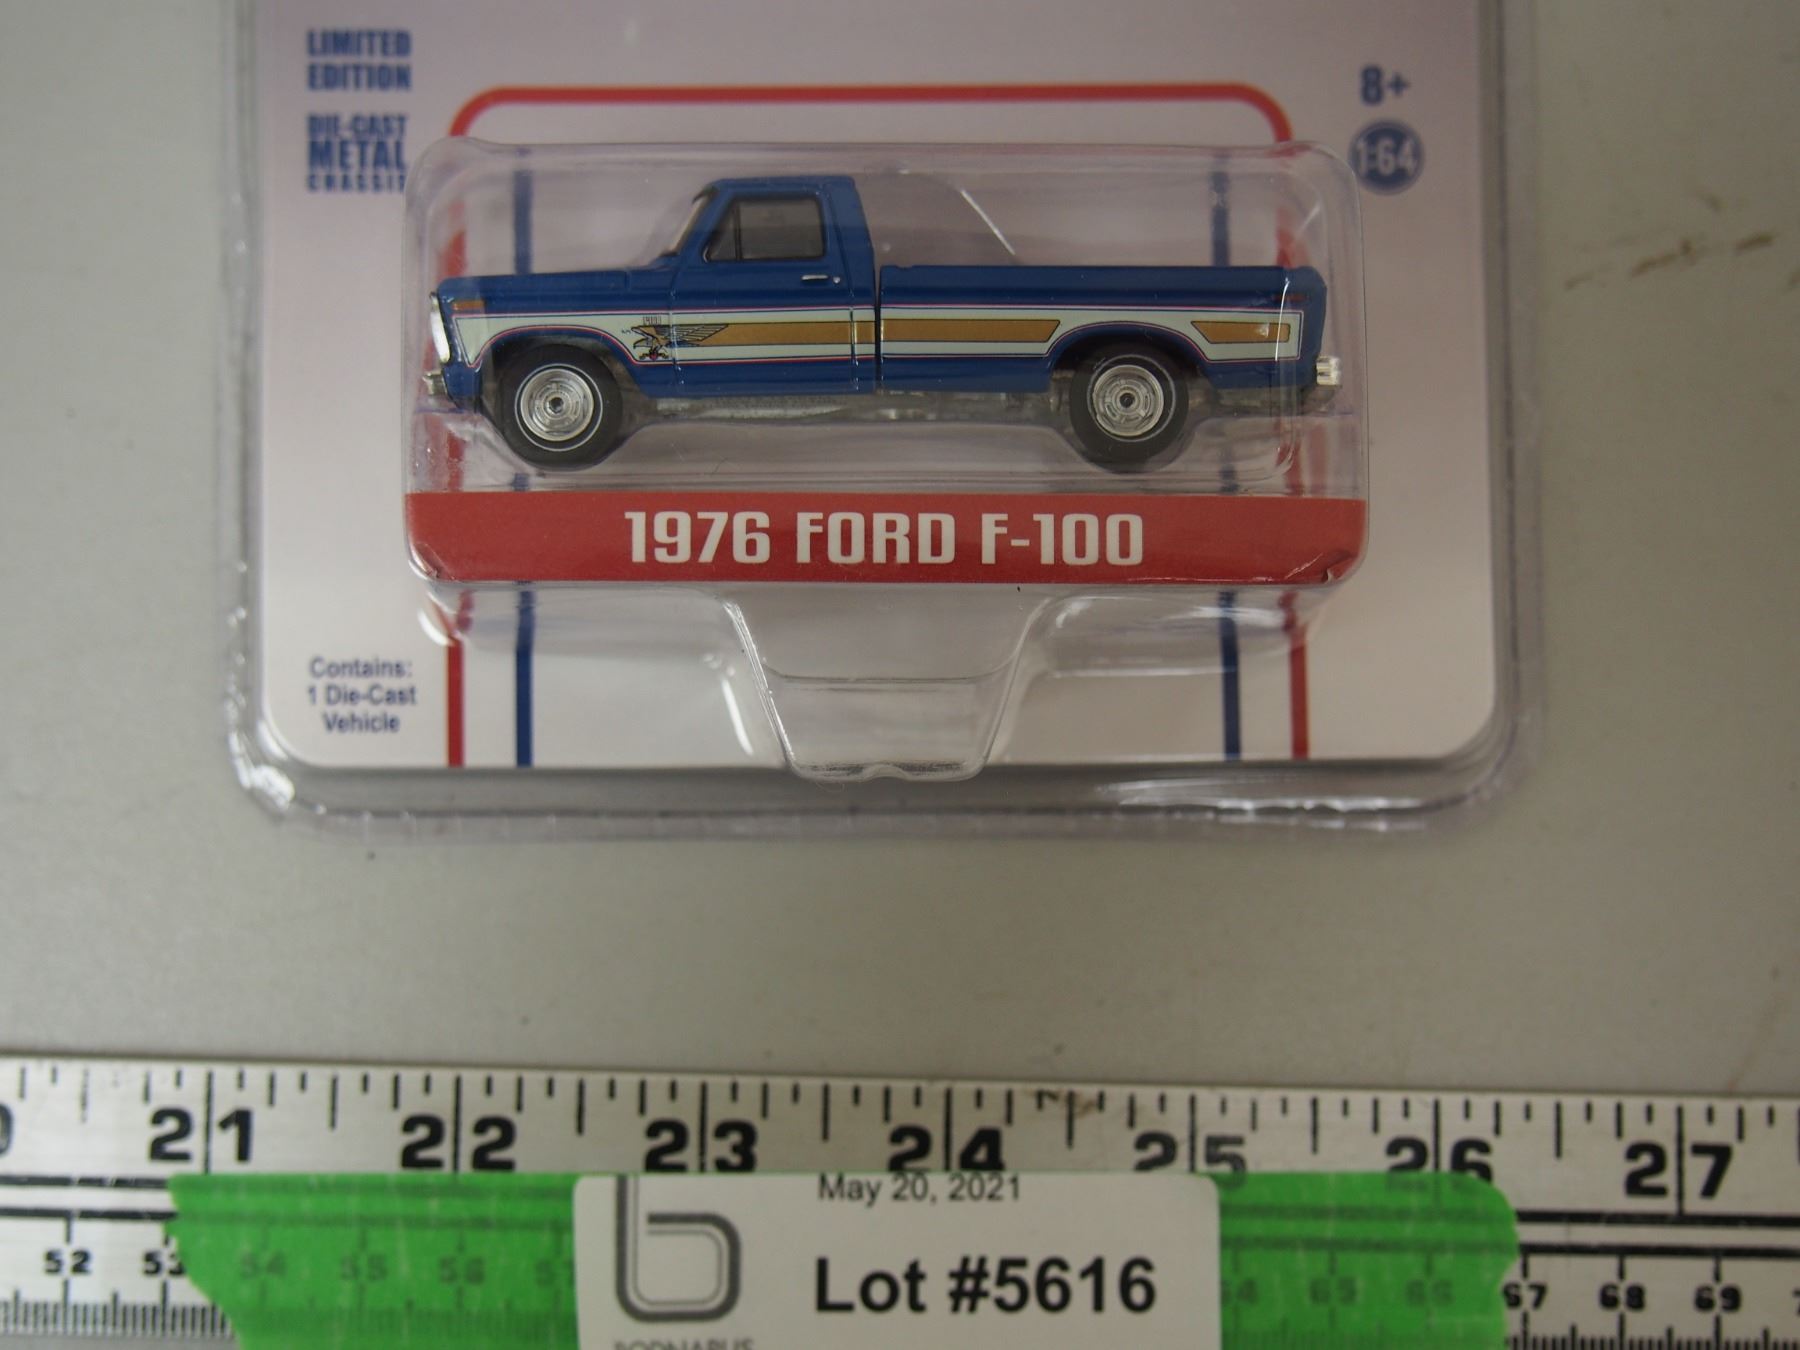 LIMITED
EDITION
DIE-CAST
METAL
CHASSIS
8+
1:64
1976 FORD F-100
Contains:
1 Die-Cast
Vehicle
21 22 23 24 25 26 27
May 20, 2021
Lot #5616
52 53 54 55 56 64 65 66 67 68 69 7